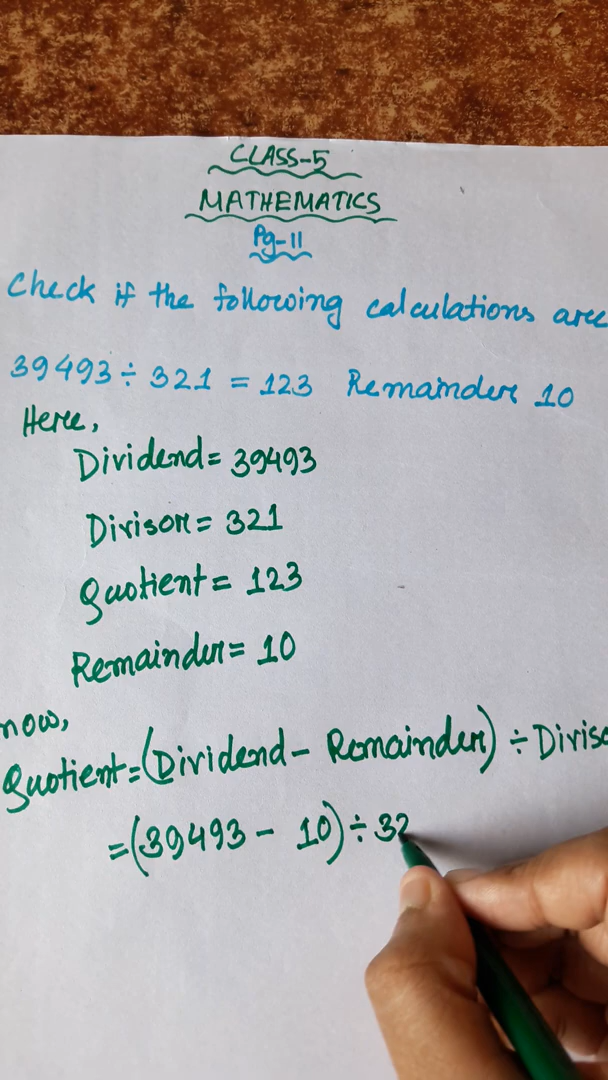 CLASS-5
MATHEMATICS
Pg-11
Check if the following calculations are
39493 ÷ 321 = 123 Remainder 10
Here,
Dividend = 39493
Divisor = 321
Quotient = 123
Remainder = 10
now,
Quotient = (Dividend - Remainder) ÷ Diviso
= (39493 - 10) ÷ 32